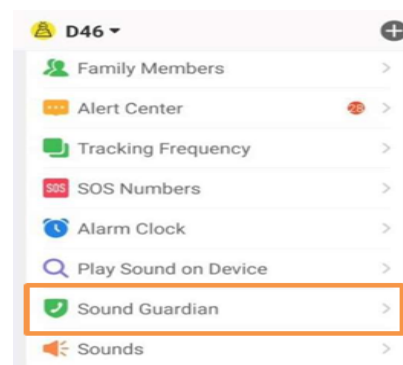 D46
Family Members
Alert Center 28
Tracking Frequency
SOS SOS Numbers
Alarm Clock
Play Sound on Device
Sound Guardian
Sounds